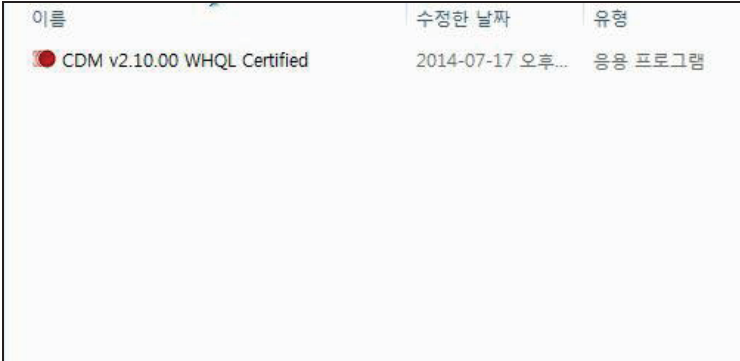 이름 수정한 날짜 유형
CDM v2.10.00 WHQL Certified 2014-07-17 오후... 응용 프로그램